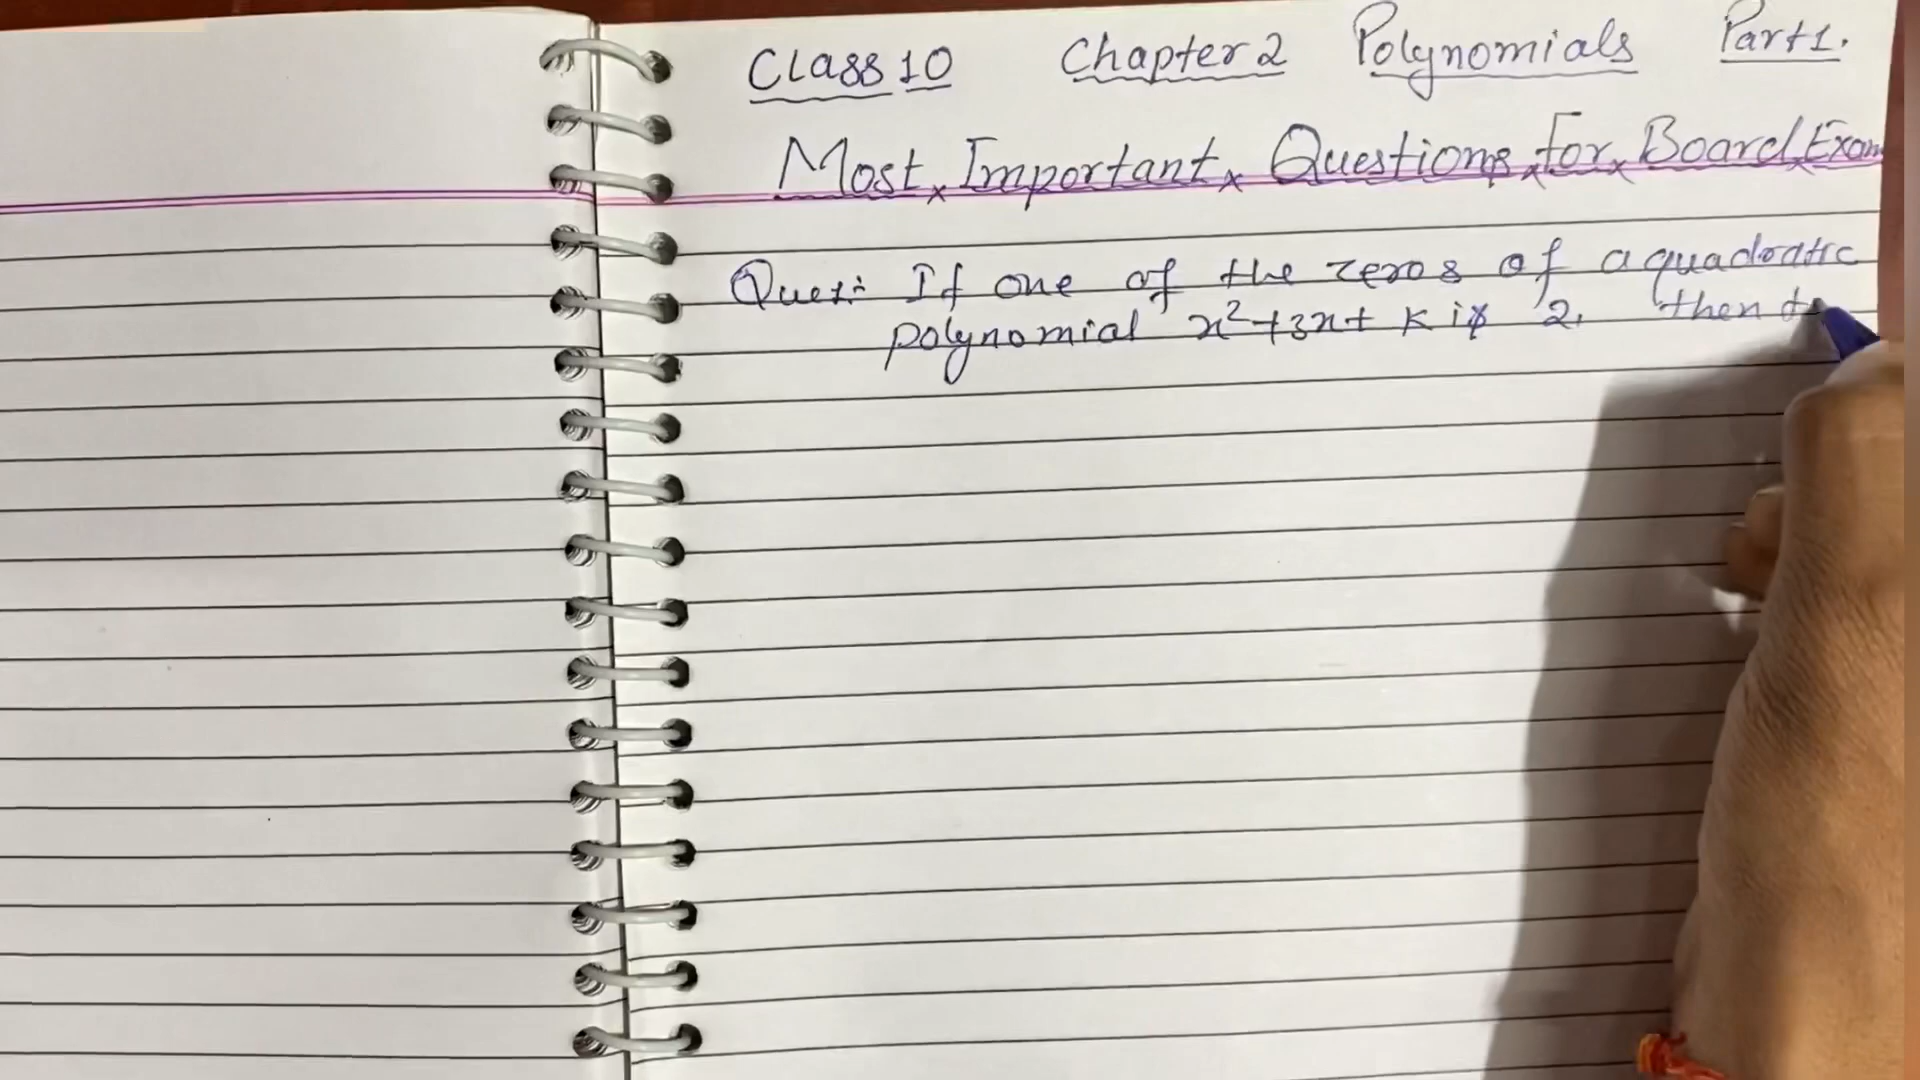 Class 10 Chapter 2 Polynomials Part 1.
Most Important Questions for Board Exam
Ques1:- If one of the zeros of a quadratic
polynomial x²+3x+K is 2. then